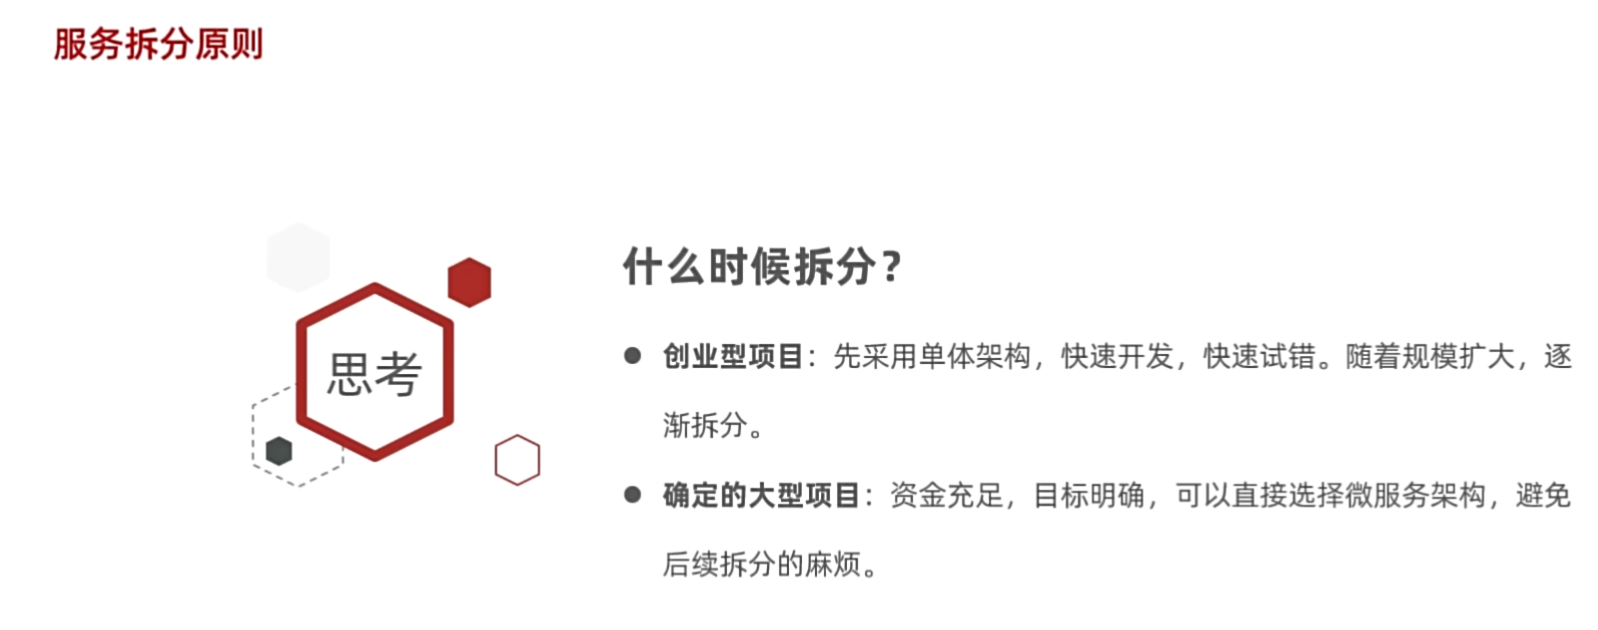 服务拆分原则
思考
什么时候拆分？
创业型项目：先采用单体架构，快速开发，快速试错。随着规模扩大，逐
渐拆分。
确定的大型项目：资金充足，目标明确，可以直接选择微服务架构，避免
后续拆分的麻烦。